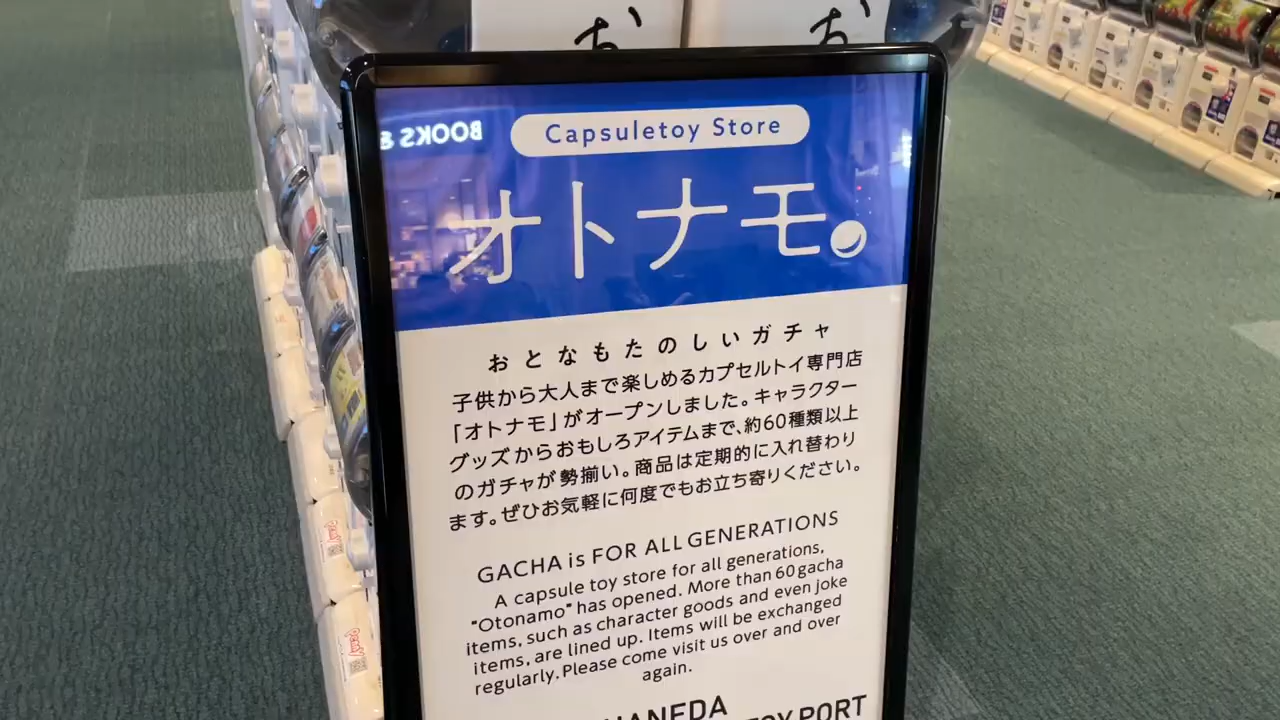 お
お
BOOKS &
Capsuletoy Store
オトナモ。
おとなもたのしいガチャ
子供から大人まで楽しめるカプセルトイ専門店
「オトナモ」がオープンしました。キャラクター
グッズからおもしろアイテムまで、約60種類以上
のガチャが勢揃い。商品は定期的に入れ替わり
ます。ぜひお気軽に何度でもお立ち寄りください。
GACHA is FOR ALL GENERATIONS
A capsule toy store for all generations,
"Otonamo" has opened. More than 60 gacha
items, such as character goods and even joke
items, are lined up. Items will be exchanged
regularly. Please come visit us over and over
again.
HANEDA
TOY PORT